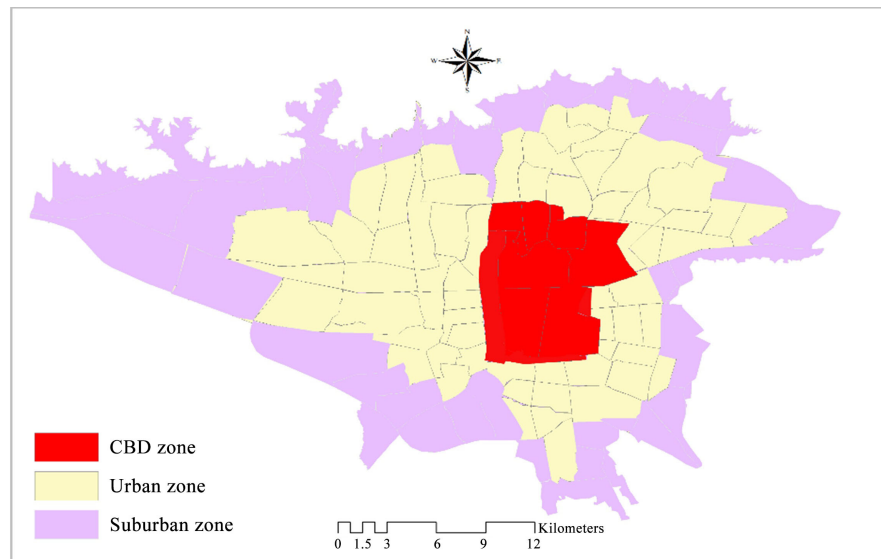 N
W E
S
CBD zone
Urban zone
Suburban zone
Kilometers
0 1.5 3 6 9 12